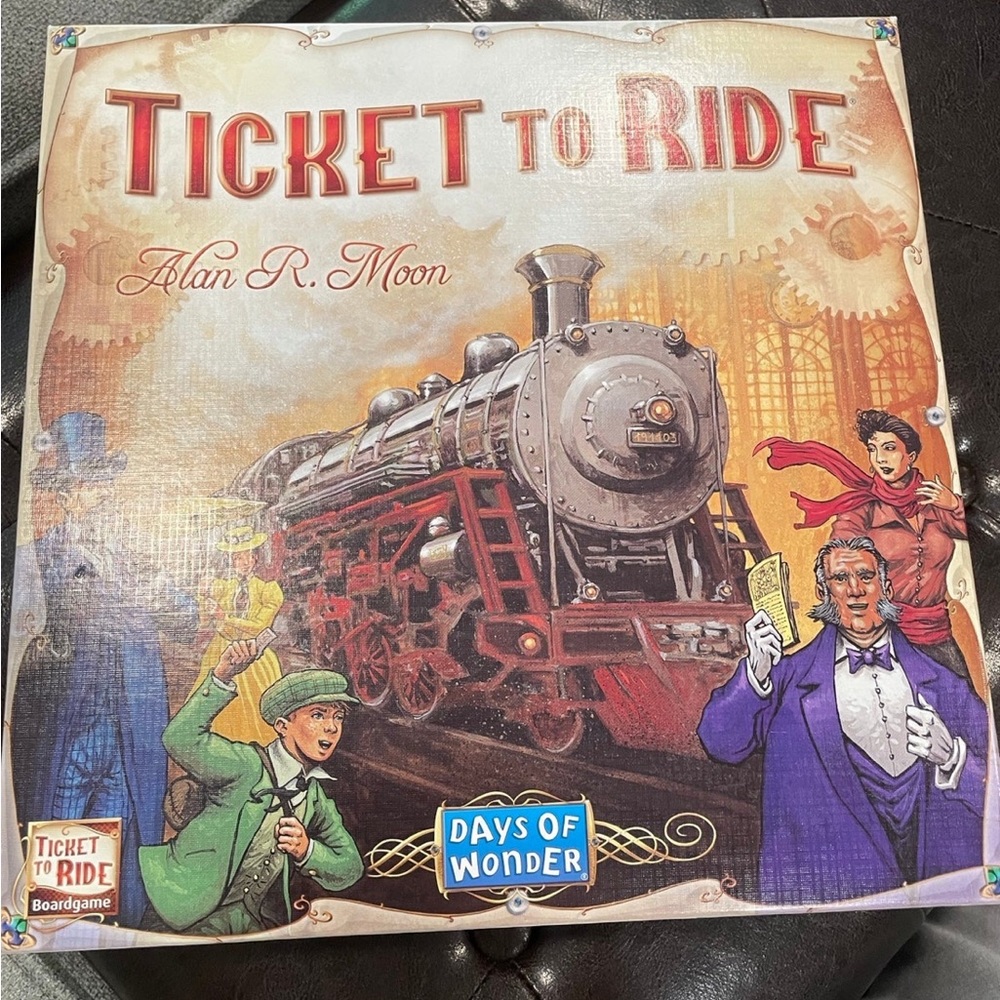 TICKET TO RIDE
Alan R. Moon
DAYS OF
WONDER
TICKET
TO RIDE
Boardgame